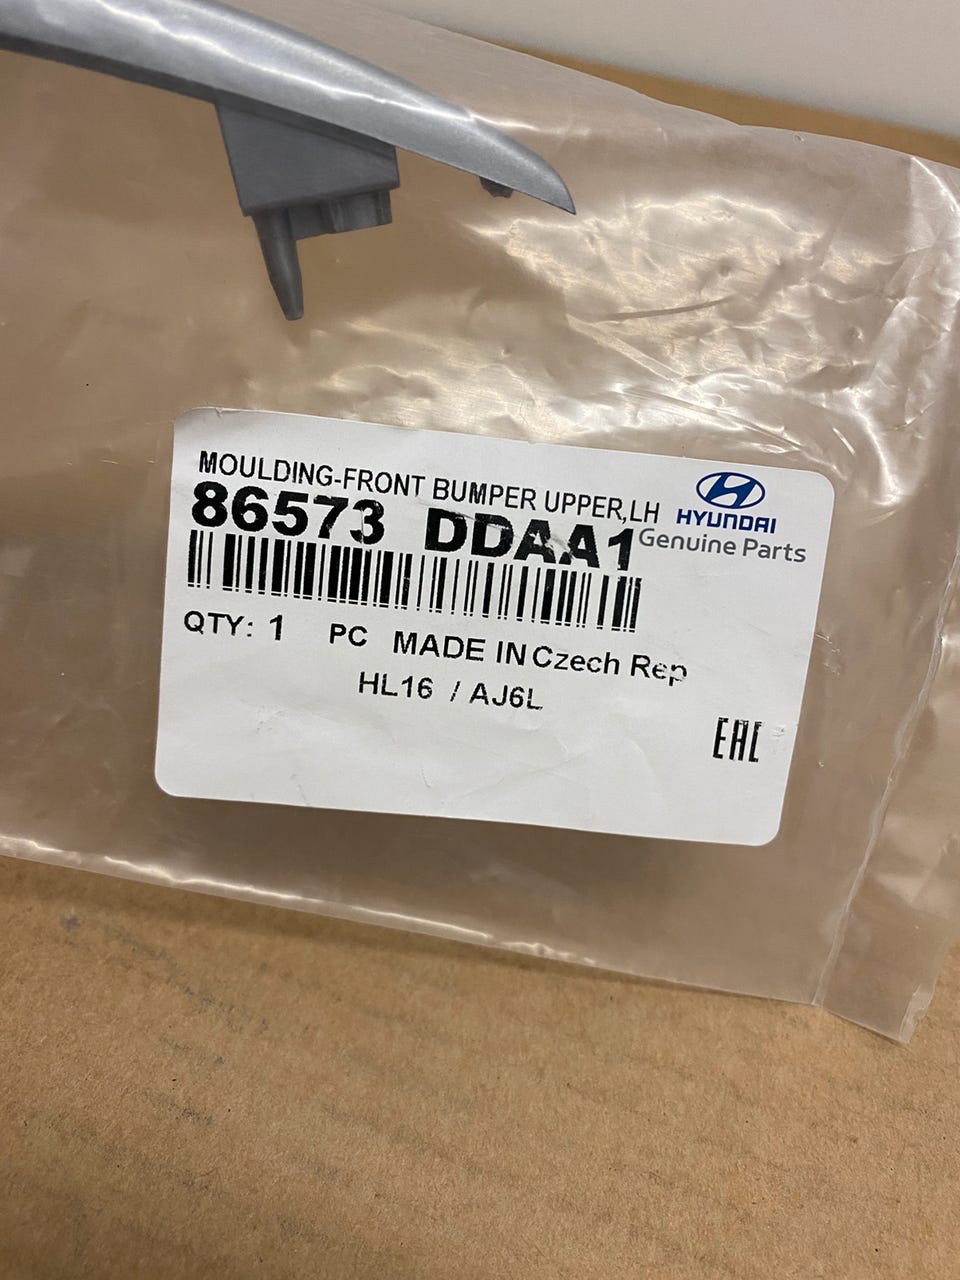 MOULDING-FRONT BUMPER UPPER,LH
86573 DDAA1
HYUNDAI
Genuine Parts
QTY: 1 PC MADE IN Czech Rep
HL16 / AJ6L
EAC